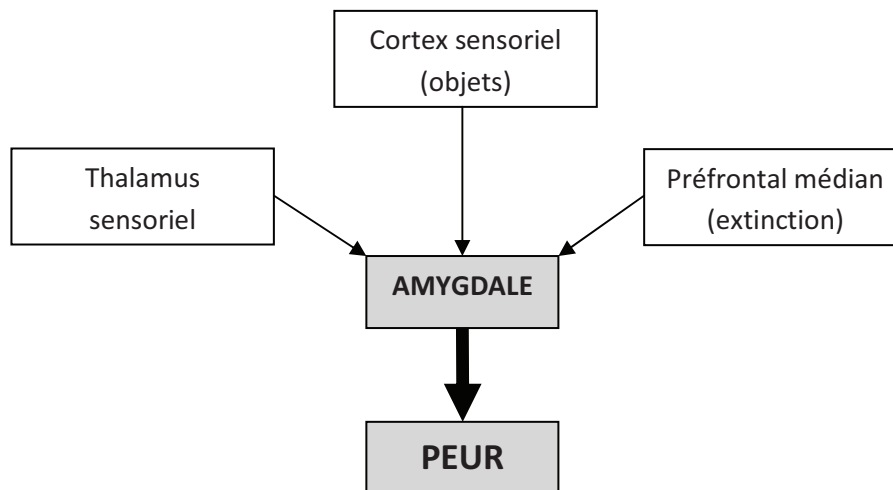 Cortex sensoriel
(objets)
Thalamus
sensoriel
Préfrontal médian
(extinction)
AMYGDALE
PEUR